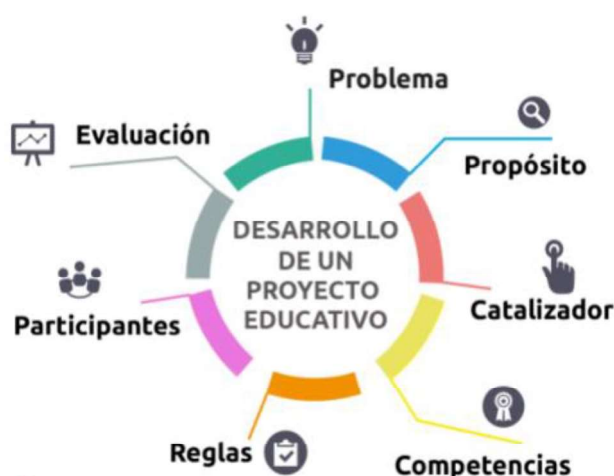 Problema
Evaluación
Propósito
DESARROLLO
DE UN
PROYECTO
EDUCATIVO
Catalizador
Participantes
Reglas
Competencias